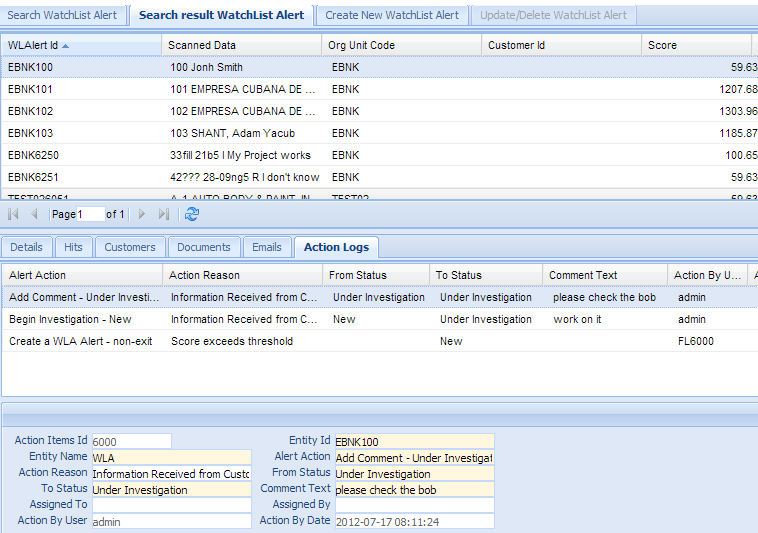 Search WatchList Alert Search result WatchList Alert Create New WatchList Alert Update/Delete WatchList Alert
WLAlert Id Scanned Data Org Unit Code Customer Id Score
EBNK100 100 Jonh Smith EBNK 59.63
EBNK101 101 EMPRESA CUBANA DE ... EBNK 1207.68
EBNK102 102 EMPRESA CUBANA DE ... EBNK 1303.96
EBNK103 103 SHANT, Adam Yacub EBNK 1185.87
EBNK6250 33fill 21b5 l My Project works EBNK 100.65
EBNK6251 42??? 28-09ng5 R I don't know EBNK 59.63
TEST026051 A-1 AUTO BODY & PAINT, IN TEST02 59.63
Page 1 of 1
Details Hits Customers Documents Emails Action Logs
Alert Action Action Reason From Status To Status Comment Text Action By U... A
Add Comment - Under Investi... Information Received from C... Under Investigation Under Investigation please check the bob admin
Begin Investigation - New Information Received from C... New Under Investigation work on it admin
Create a WLA Alert - non-exit Score exceeds threshold New FL6000
Action Items Id 6000 Entity Id EBNK100
Entity Name WLA Alert Action Add Comment - Under Investigat
Action Reason Information Received from Custo From Status Under Investigation
To Status Under Investigation Comment Text please check the bob
Assigned To Assigned By
Action By User admin Action By Date 2012-07-17 08:11:24